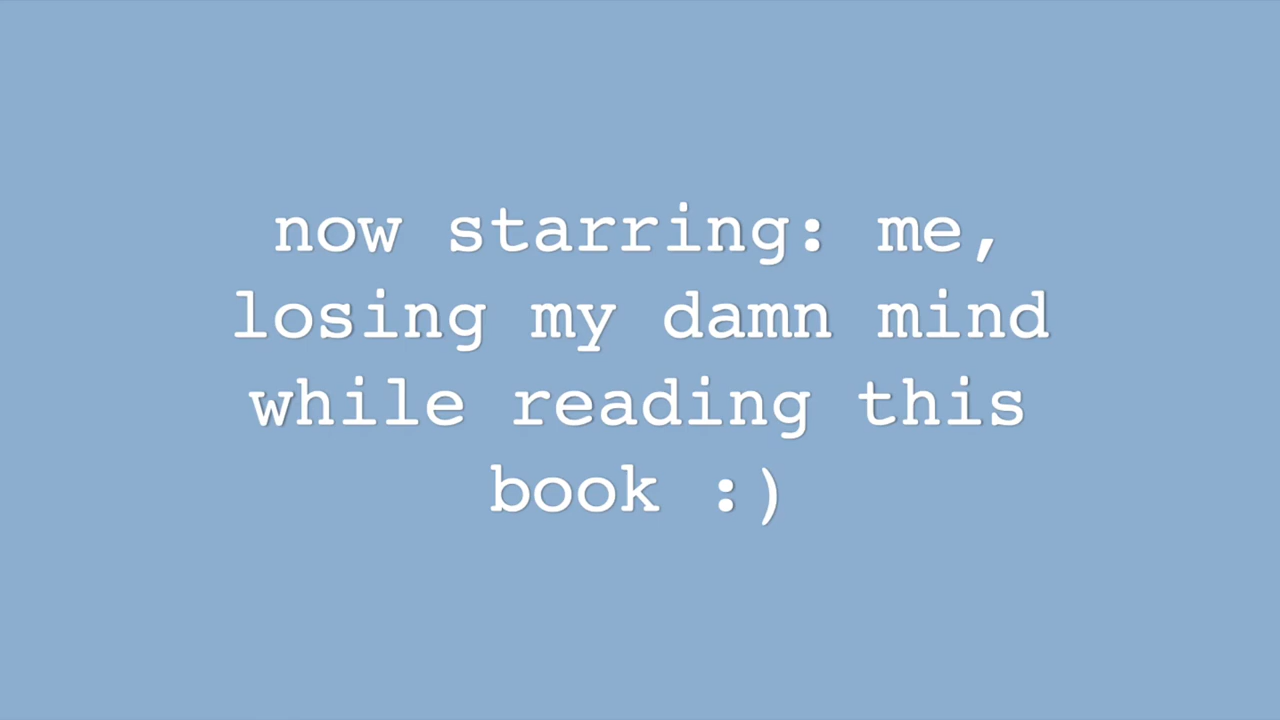 now starring: me,
losing my damn mind
while reading this
book :)